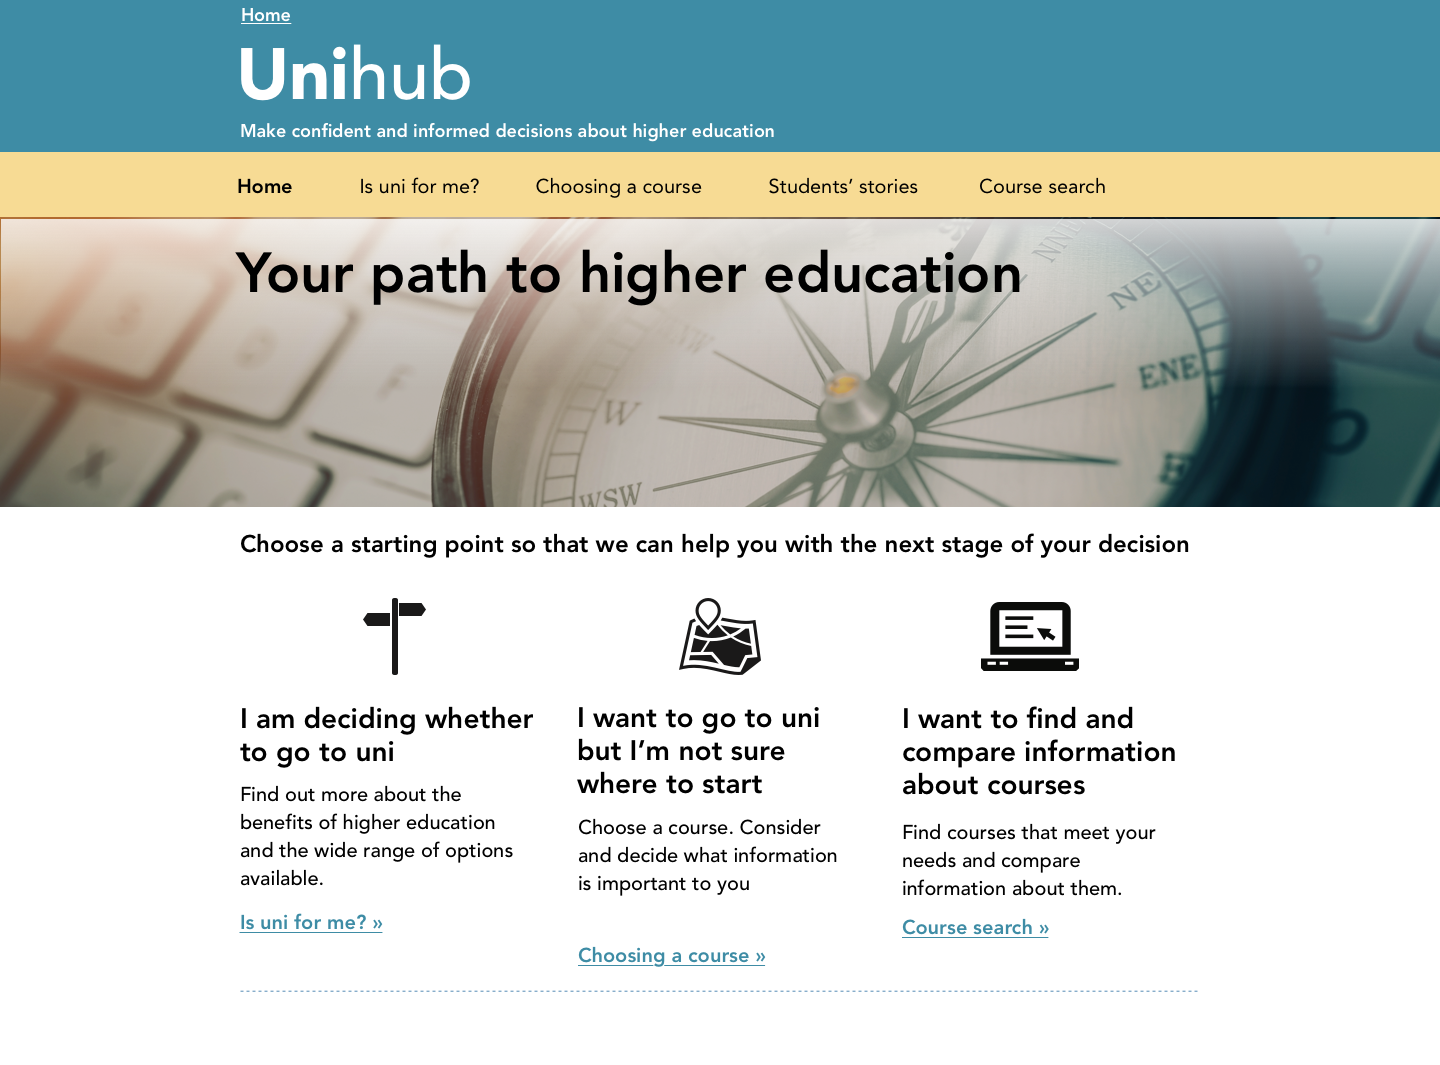 Home
Unihub
Make confident and informed decisions about higher education
Home
Is uni for me?
Choosing a course
Students’ stories
Course search
Your path to higher education
NNE
NE
ENE
WNW
W
WSW
F
X
C
Choose a starting point so that we can help you with the next stage of your decision
I am deciding whether
to go to uni
Find out more about the
benefits of higher education
and the wide range of options
available.
Is uni for me? »
I want to go to uni
but I’m not sure
where to start
Choose a course. Consider
and decide what information
is important to you
Choosing a course »
I want to find and
compare information
about courses
Find courses that meet your
needs and compare
information about them.
Course search »